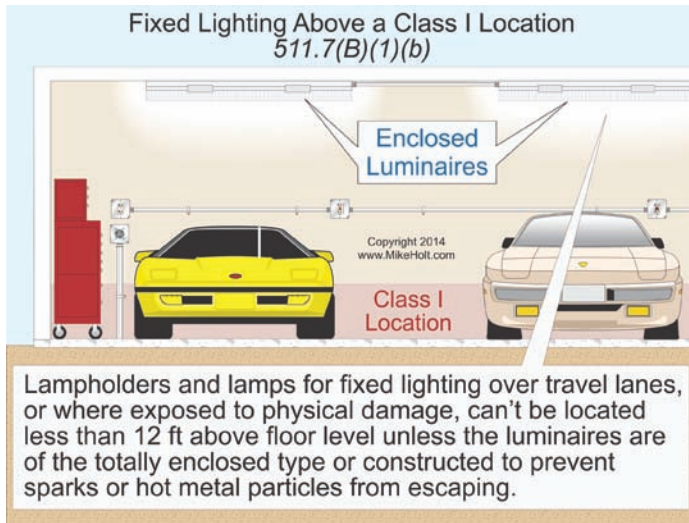 Fixed Lighting Above a Class I Location
511.7(B)(1)(b)
Enclosed
Luminaires
Copyright 2014
www.MikeHolt.com
Class I
Location
Lampholders and lamps for fixed lighting over travel lanes,
or where exposed to physical damage, can't be located
less than 12 ft above floor level unless the luminaires are
of the totally enclosed type or constructed to prevent
sparks or hot metal particles from escaping.